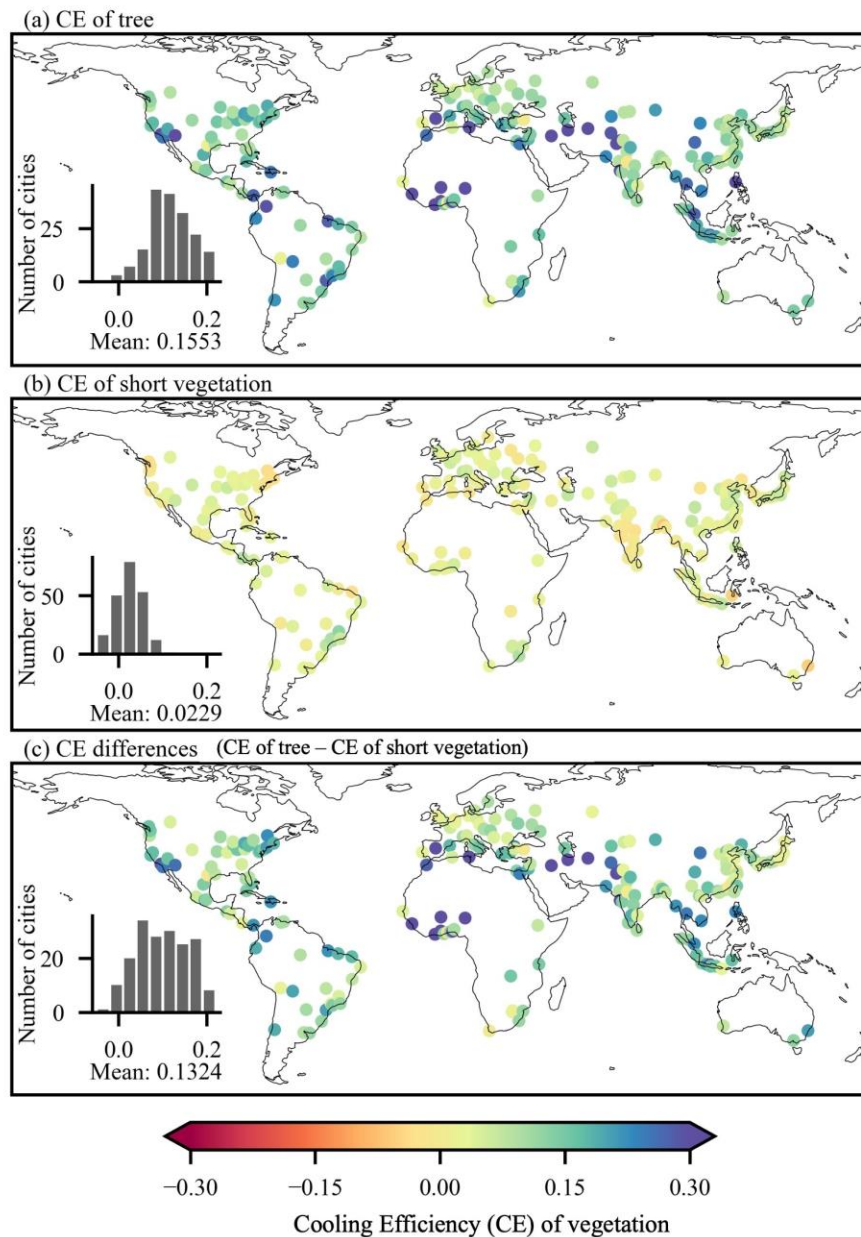 (a) CE of tree
Number of cities
25
0
0.0 0.2
Mean: 0.1553
(b) CE of short vegetation
Number of cities
50
0
0.0 0.2
Mean: 0.0229
(c) CE differences (CE of tree – CE of short vegetation)
Number of cities
20
0
0.0 0.2
Mean: 0.1324
−0.30 −0.15 0.00 0.15 0.30
Cooling Efficiency (CE) of vegetation